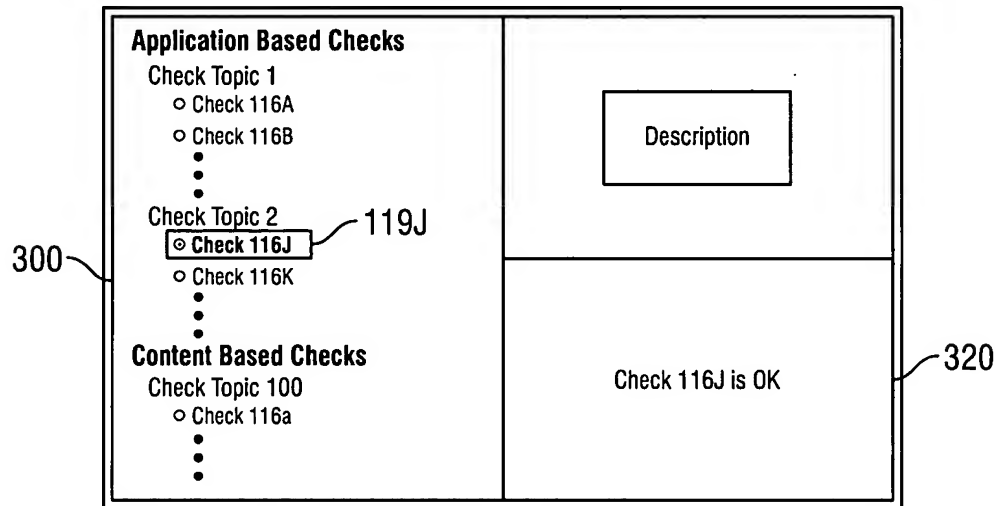 Application Based Checks
Check Topic 1
Check 116A
Check 116B
Check Topic 2
Check 116J
119J
300
Check 116K
Content Based Checks
Check Topic 100
Check 116a
Description
Check 116J is OK
320